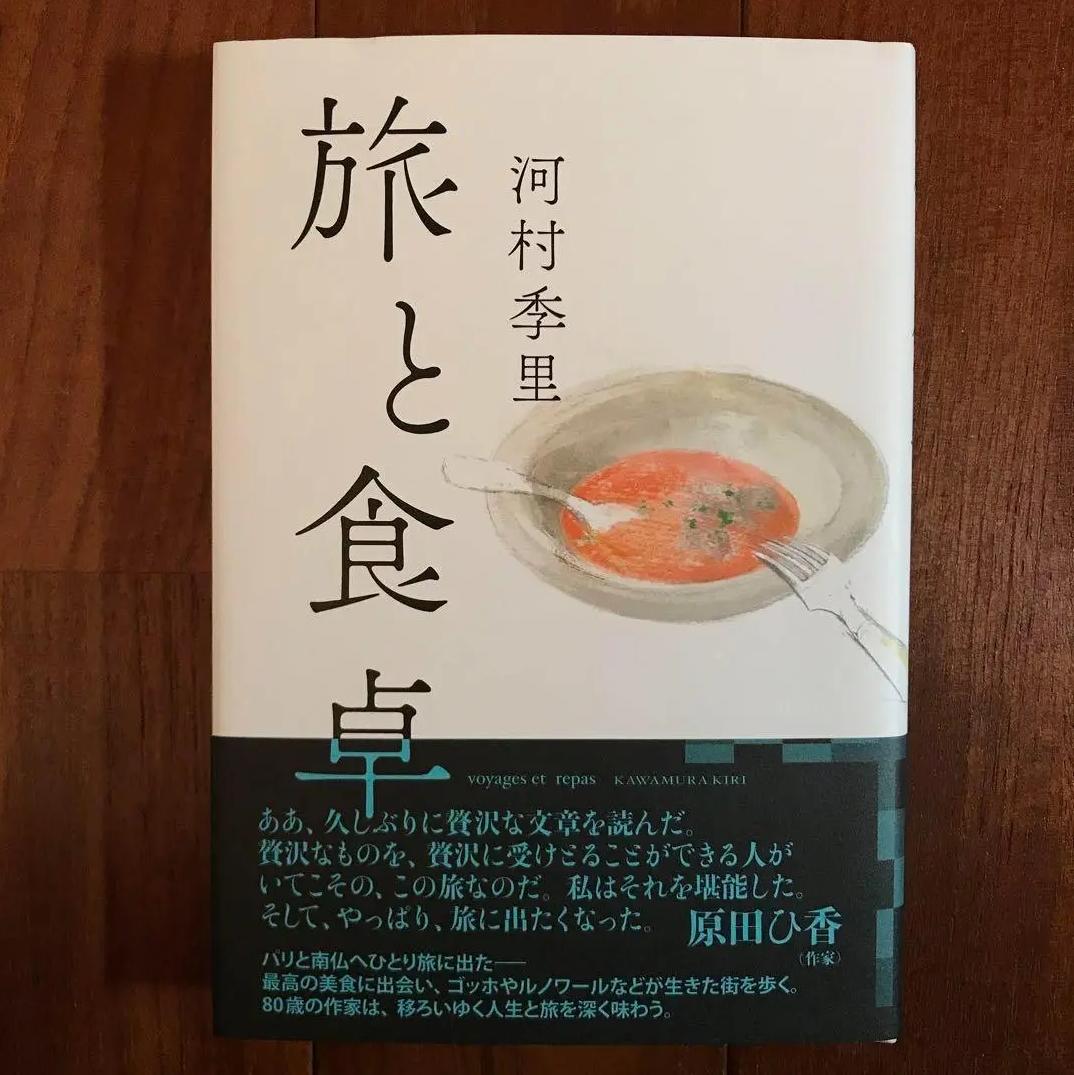 旅と食卓
河村季里
voyages et repas KAWAMURA KIRI
ああ、久しぶりに贅沢な文章を読んだ。
贅沢なものを、贅沢に受けとることができる人が
いてこその、この旅なのだ。私はそれを堪能した。
そして、やっぱり、旅に出たくなった。
原田ひ香
(作家)
パリと南仏へひとり旅に出た――
最高の美食に出会い、ゴッホやルノワールなどが生きた街を歩く。
80歳の作家は、移ろいゆく人生と旅を深く味わう。